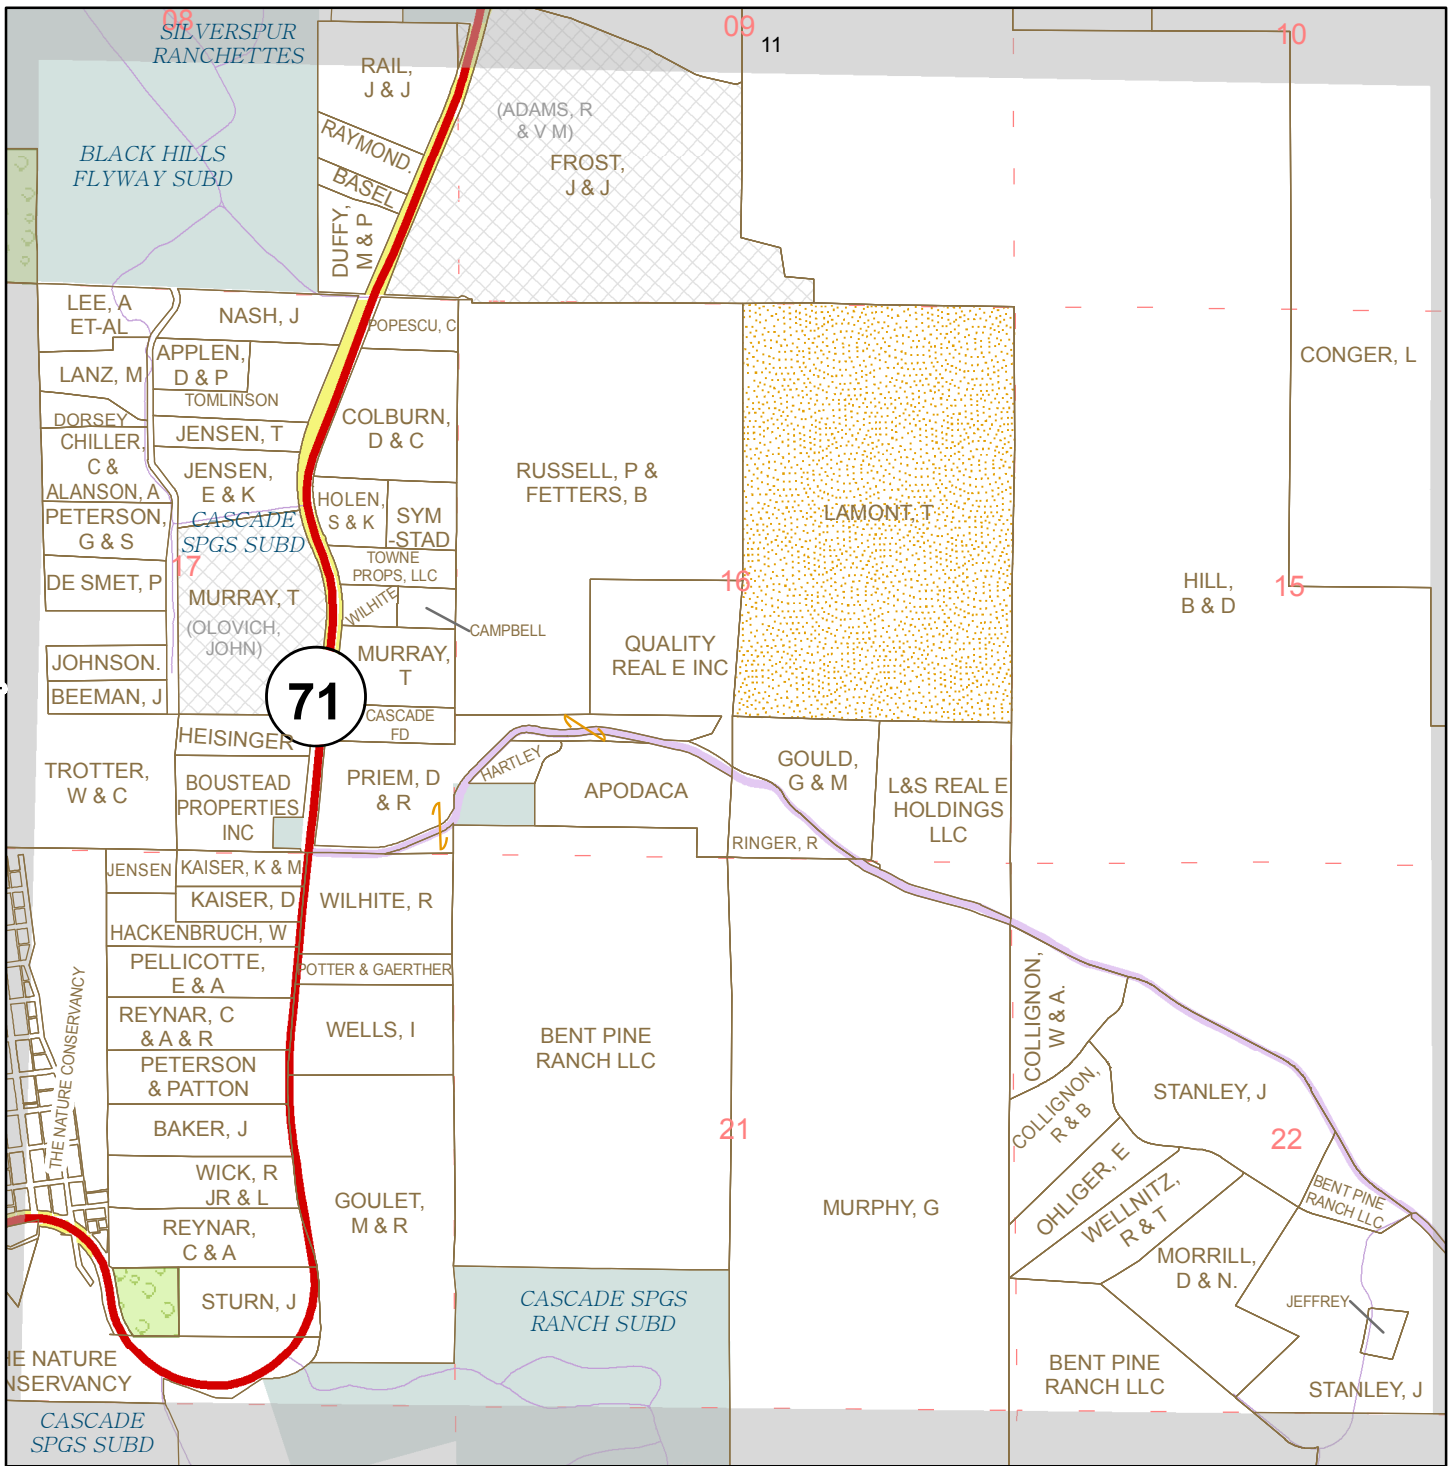 08
SILVERSPUR
RANCHETTES
09
11
10
RAIL,
J & J
(ADAMS, R
& V M)
FROST,
J & J
RAYMOND.
BASEL
DUFFY,
M & P
BLACK HILLS
FLYWAY SUBD
LEE, A
ET-AL
NASH, J
POPESCU, C
LANZ, M
APPLEN,
D & P
TOMLINSON
CONGER, L
DORSEY
JENSEN, T
COLBURN,
D & C
CHILLER,
C &
ALANSON, A
JENSEN,
E & K
RUSSELL, P &
FETTERS, B
LAMONT, T
HOLEN,
S & K
SYM
-STAD
PETERSON,
G & S
CASCADE
SPGS SUBD
TOWNE
PROPS, LLC
17
16
15
DE SMET, P
MURRAY, T
(OLOVICH,
JOHN)
WILHITE
CAMPBELL
HILL,
B & D
JOHNSON.
BEEMAN, J
MURRAY,
T
QUALITY
REAL E INC
71
CASCADE
FD
HEISINGER
TROTTER,
W & C
BOUSTEAD
PROPERTIES
INC
PRIEM, D
& R
HARTLEY
APODACA
GOULD,
G & M
L&S REAL E
HOLDINGS
LLC
RINGER, R
JENSEN
KAISER, K & M
KAISER, D
WILHITE, R
HACKENBRUCH, W
PELLICOTTE,
E & A
POTTER & GAERTHER
THE NATURE CONSERVANCY
REYNAR, C
& A & R
WELLS, I
BENT PINE
RANCH LLC
COLLIGNON,
W & A.
PETERSON
& PATTON
COLLIGNON,
R & B
STANLEY, J
BAKER, J
21
22
WICK, R
JR & L
GOULET,
M & R
MURPHY, G
OHLIGER, E
WELLNITZ,
R & T
BENT PINE
RANCH LLC
REYNAR,
C & A
MORRILL,
D & N.
STURN, J
CASCADE SPGS
RANCH SUBD
JEFFREY
HE NATURE
NSERVANCY
BENT PINE
RANCH LLC
STANLEY, J
CASCADE
SPGS SUBD